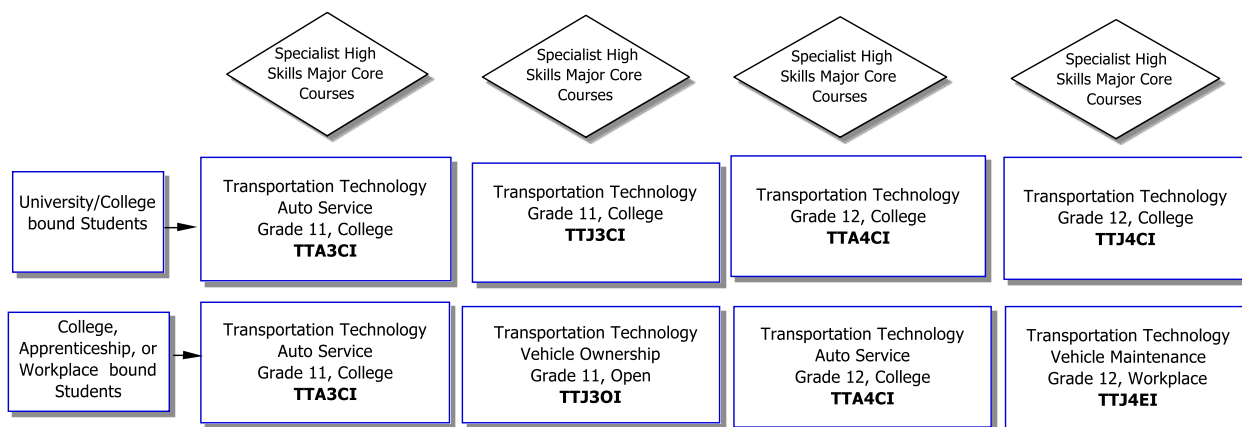 Specialist High
Skills Major Core
Courses
Specialist High
Skills Major Core
Courses
Specialist High
Skills Major Core
Courses
Specialist High
Skills Major Core
Courses
University/College
bound Students
Transportation Technology
Auto Service
Grade 11, College
TTA3CI
Transportation Technology
Grade 11, College
TTJ3CI
Transportation Technology
Grade 12, College
TTA4CI
Transportation Technology
Grade 12, College
TTJ4CI
College,
Apprenticeship, or
Workplace bound
Students
Transportation Technology
Auto Service
Grade 11, College
TTA3CI
Transportation Technology
Vehicle Ownership
Grade 11, Open
TTJ3OI
Transportation Technology
Auto Service
Grade 12, College
TTA4CI
Transportation Technology
Vehicle Maintenance
Grade 12, Workplace
TTJ4EI